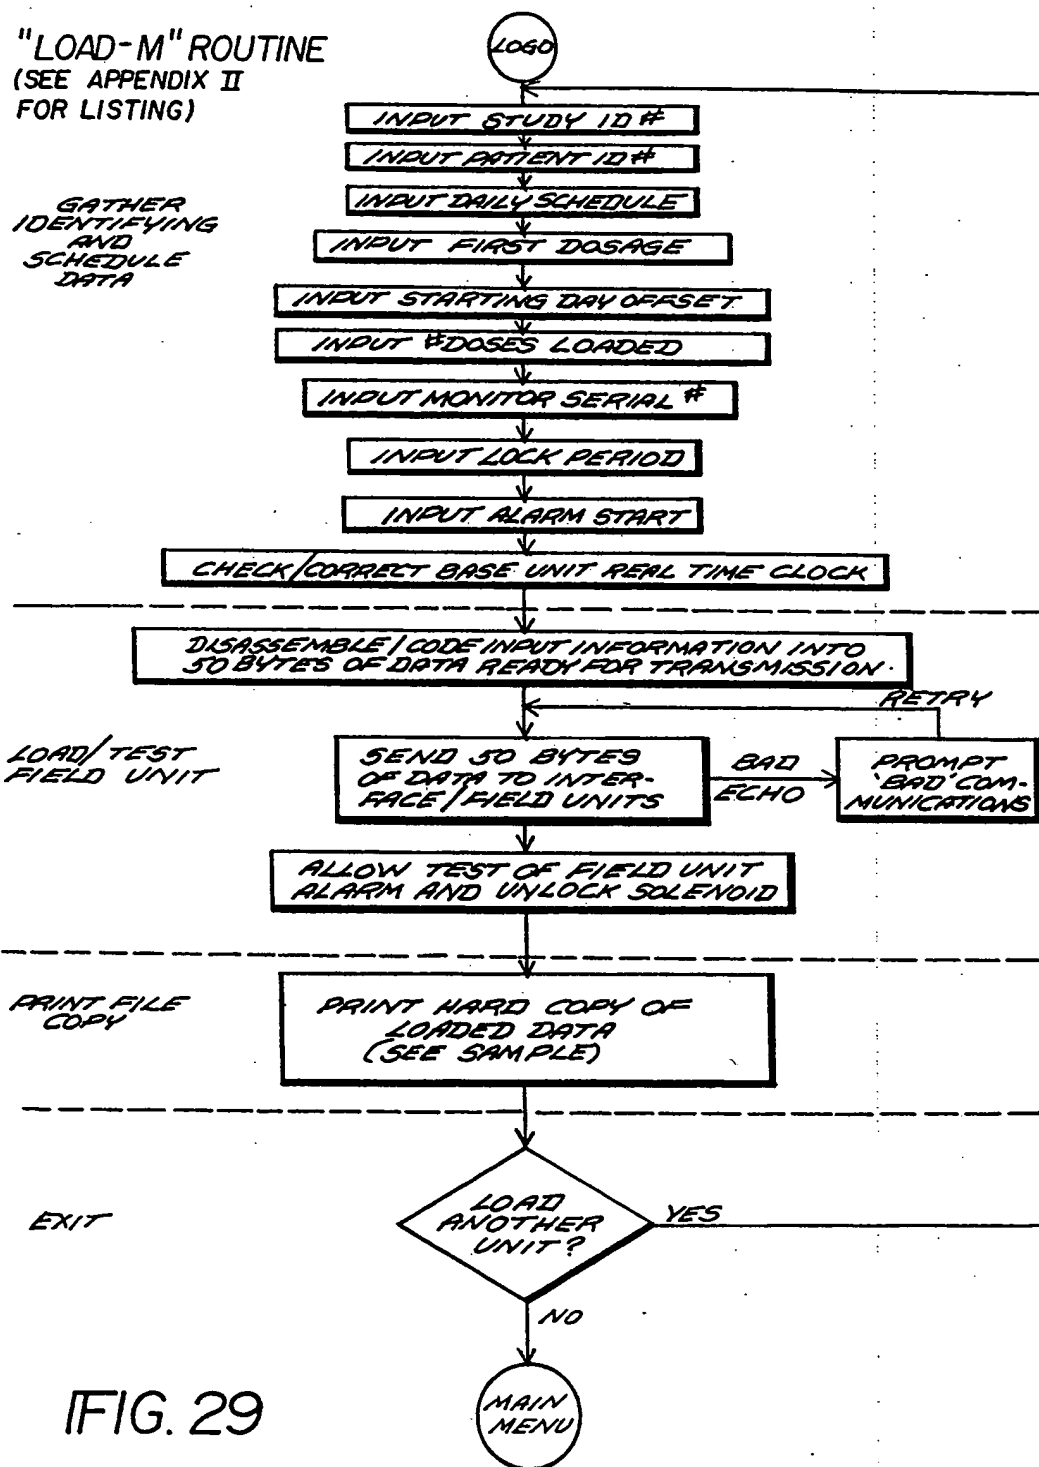 "LOAD-M" ROUTINE
(SEE APPENDIX II
FOR LISTING)
LOGO
INPUT STUDY ID #
INPUT PATIENT ID #
INPUT DAILY SCHEDULE
GATHER
IDENTIFYING
AND
SCHEDULE
DATA
INPUT FIRST DOSAGE
INPUT STARTING DAY OFFSET
INPUT # DOSES LOADED
INPUT MONITOR SERIAL #
INPUT LOCK PERIOD
INPUT ALARM START
CHECK/CORRECT BASE UNIT REAL TIME CLOCK
DISASSEMBLE/CODE INPUT INFORMATION INTO
50 BYTES OF DATA READY FOR TRANSMISSION.
RETRY
LOAD/TEST
FIELD UNIT
SEND 50 BYTES
OF DATA TO INTER-
FACE/FIELD UNITS
BAD
ECHO
PROMPT
'BAD' COM-
MUNICATIONS
ALLOW TEST OF FIELD UNIT
ALARM AND UNLOCK SOLENOID
PRINT FILE
COPY
PRINT HARD COPY OF
LOADED DATA
(SEE SAMPLE)
EXIT
LOAD
ANOTHER
UNIT?
YES
NO
MAIN
MENU
FIG. 29